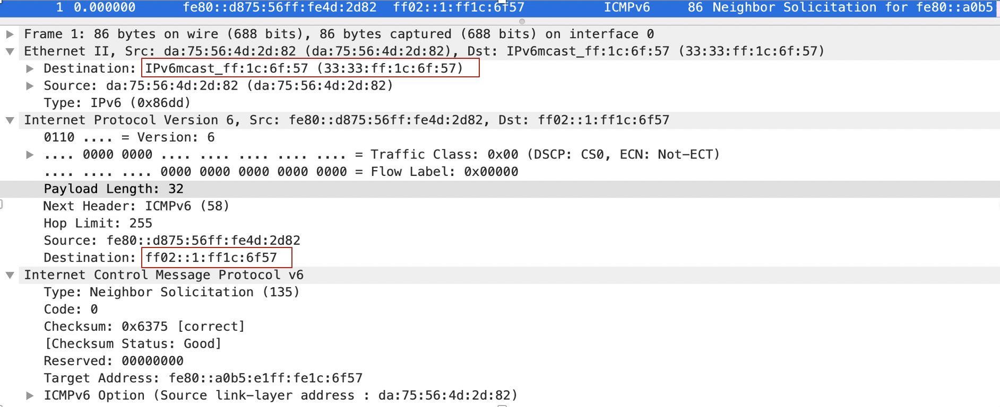 1 0.000000 fe80::d875:56ff:fe4d:2d82 ff02::1:ff1c:6f57 ICMPv6 86 Neighbor Solicitation for fe80::a0b5
Frame 1: 86 bytes on wire (688 bits), 86 bytes captured (688 bits) on interface 0
Ethernet II, Src: da:75:56:4d:2d:82 (da:75:56:4d:2d:82), Dst: IPv6mcast_ff:1c:6f:57 (33:33:ff:1c:6f:57)
Destination: IPv6mcast_ff:1c:6f:57 (33:33:ff:1c:6f:57)
Source: da:75:56:4d:2d:82 (da:75:56:4d:2d:82)
Type: IPv6 (0x86dd)
Internet Protocol Version 6, Src: fe80::d875:56ff:fe4d:2d82, Dst: ff02::1:ff1c:6f57
0110 .... = Version: 6
.... 0000 0000 .... .... .... .... .... = Traffic Class: 0x00 (DSCP: CS0, ECN: Not-ECT)
.... .... .... 0000 0000 0000 0000 0000 = Flow Label: 0x00000
Payload Length: 32
Next Header: ICMPv6 (58)
Hop Limit: 255
Source: fe80::d875:56ff:fe4d:2d82
Destination: ff02::1:ff1c:6f57
Internet Control Message Protocol v6
Type: Neighbor Solicitation (135)
Code: 0
Checksum: 0x6375 [correct]
[Checksum Status: Good]
Reserved: 00000000
Target Address: fe80::a0b5:e1ff:fe1c:6f57
ICMPv6 Option (Source link-layer address : da:75:56:4d:2d:82)